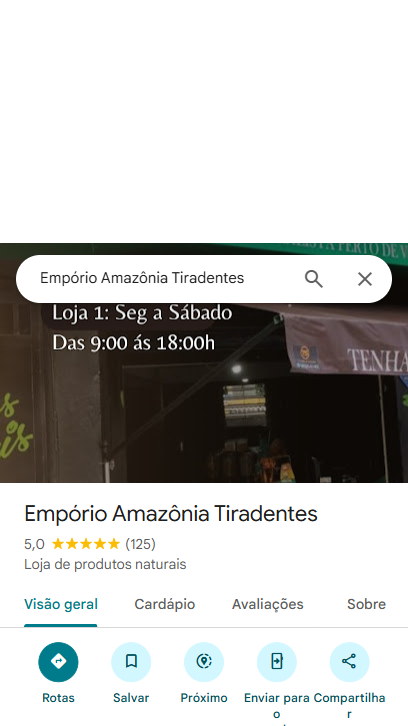 Empório Amazônia Tiradentes
Loja 1: Seg a Sábado
Das 9:00 ás 18:00h
TENHA
Empório Amazônia Tiradentes
5,0 ★★★★★ (125)
Loja de produtos naturais
Visão geral Cardápio Avaliações Sobre
Rotas Salvar Próximo Enviar para o Compartilhar